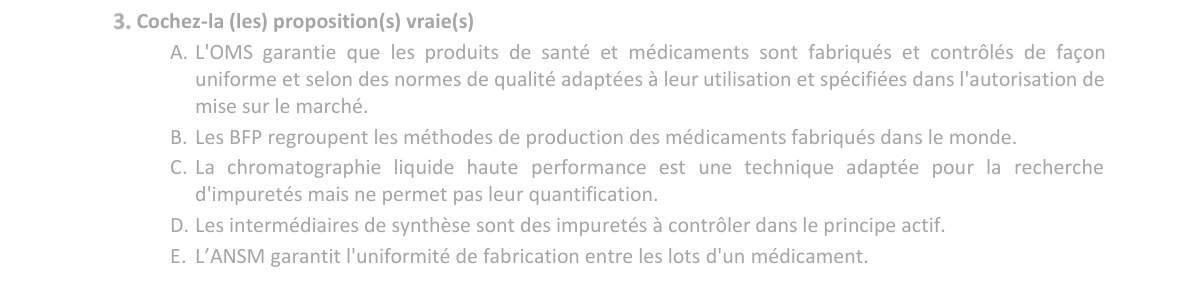 3. Cochez-la (les) proposition(s) vraie(s)
A. L'OMS garantie que les produits de santé et médicaments sont fabriqués et contrôlés de façon
uniforme et selon des normes de qualité adaptées à leur utilisation et spécifiées dans l'autorisation de
mise sur le marché.
B. Les BFP regroupent les méthodes de production des médicaments fabriqués dans le monde.
C. La chromatographie liquide haute performance est une technique adaptée pour la recherche
d'impuretés mais ne permet pas leur quantification.
D. Les intermédiaires de synthèse sont des impuretés à contrôler dans le principe actif.
E. L’ANSM garantit l'uniformité de fabrication entre les lots d'un médicament.